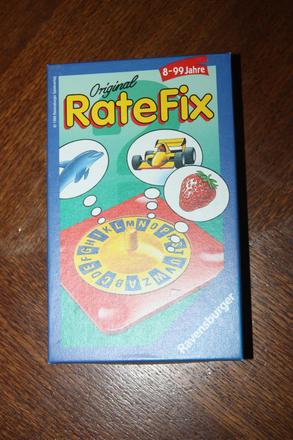 8-99 Jahre
Original
RateFix
A B C D E F G H I K L M N O P
T U V W Z
Ravensburger